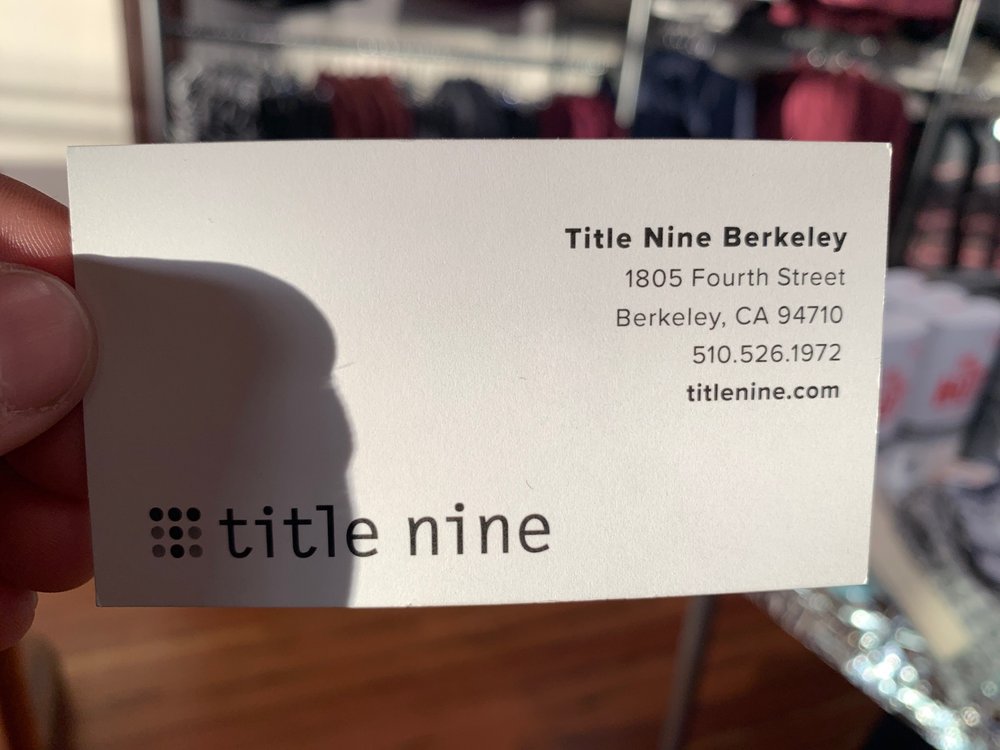 Title Nine Berkeley
1805 Fourth Street
Berkeley, CA 94710
510.526.1972
titlenine.com
title nine